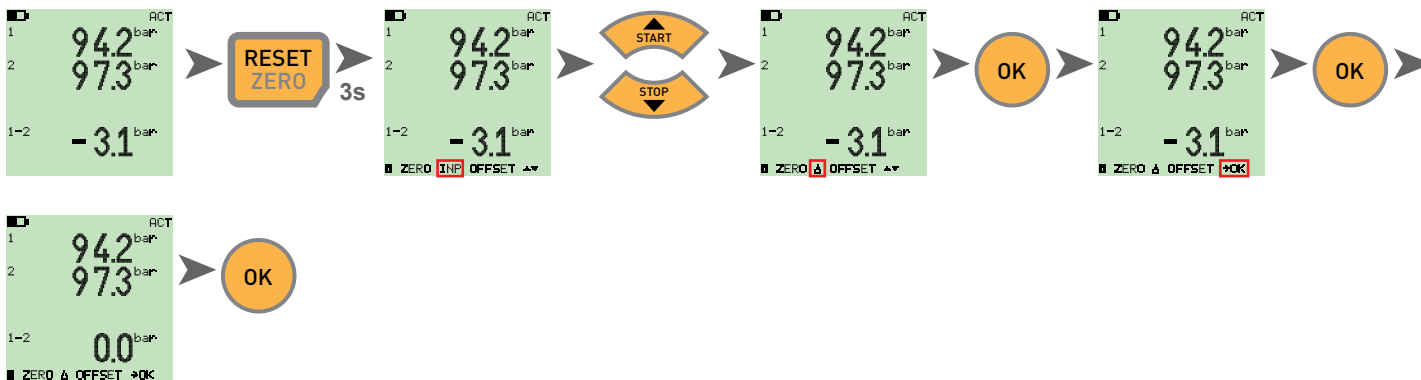 ACT
1 94.2 bar
2 97.3 bar
1-2 - 3.1 bar
RESET
ZERO
3s
ACT
1 94.2 bar
2 97.3 bar
1-2 - 3.1 bar
ZERO INP OFFSET ▲▼
START
STOP
ACT
1 94.2 bar
2 97.3 bar
1-2 - 3.1 bar
ZERO Δ OFFSET ▲▼
OK
ACT
1 94.2 bar
2 97.3 bar
1-2 - 3.1 bar
ZERO Δ OFFSET →OK
OK
ACT
1 94.2 bar
2 97.3 bar
1-2 0.0 bar
ZERO Δ OFFSET →OK
OK